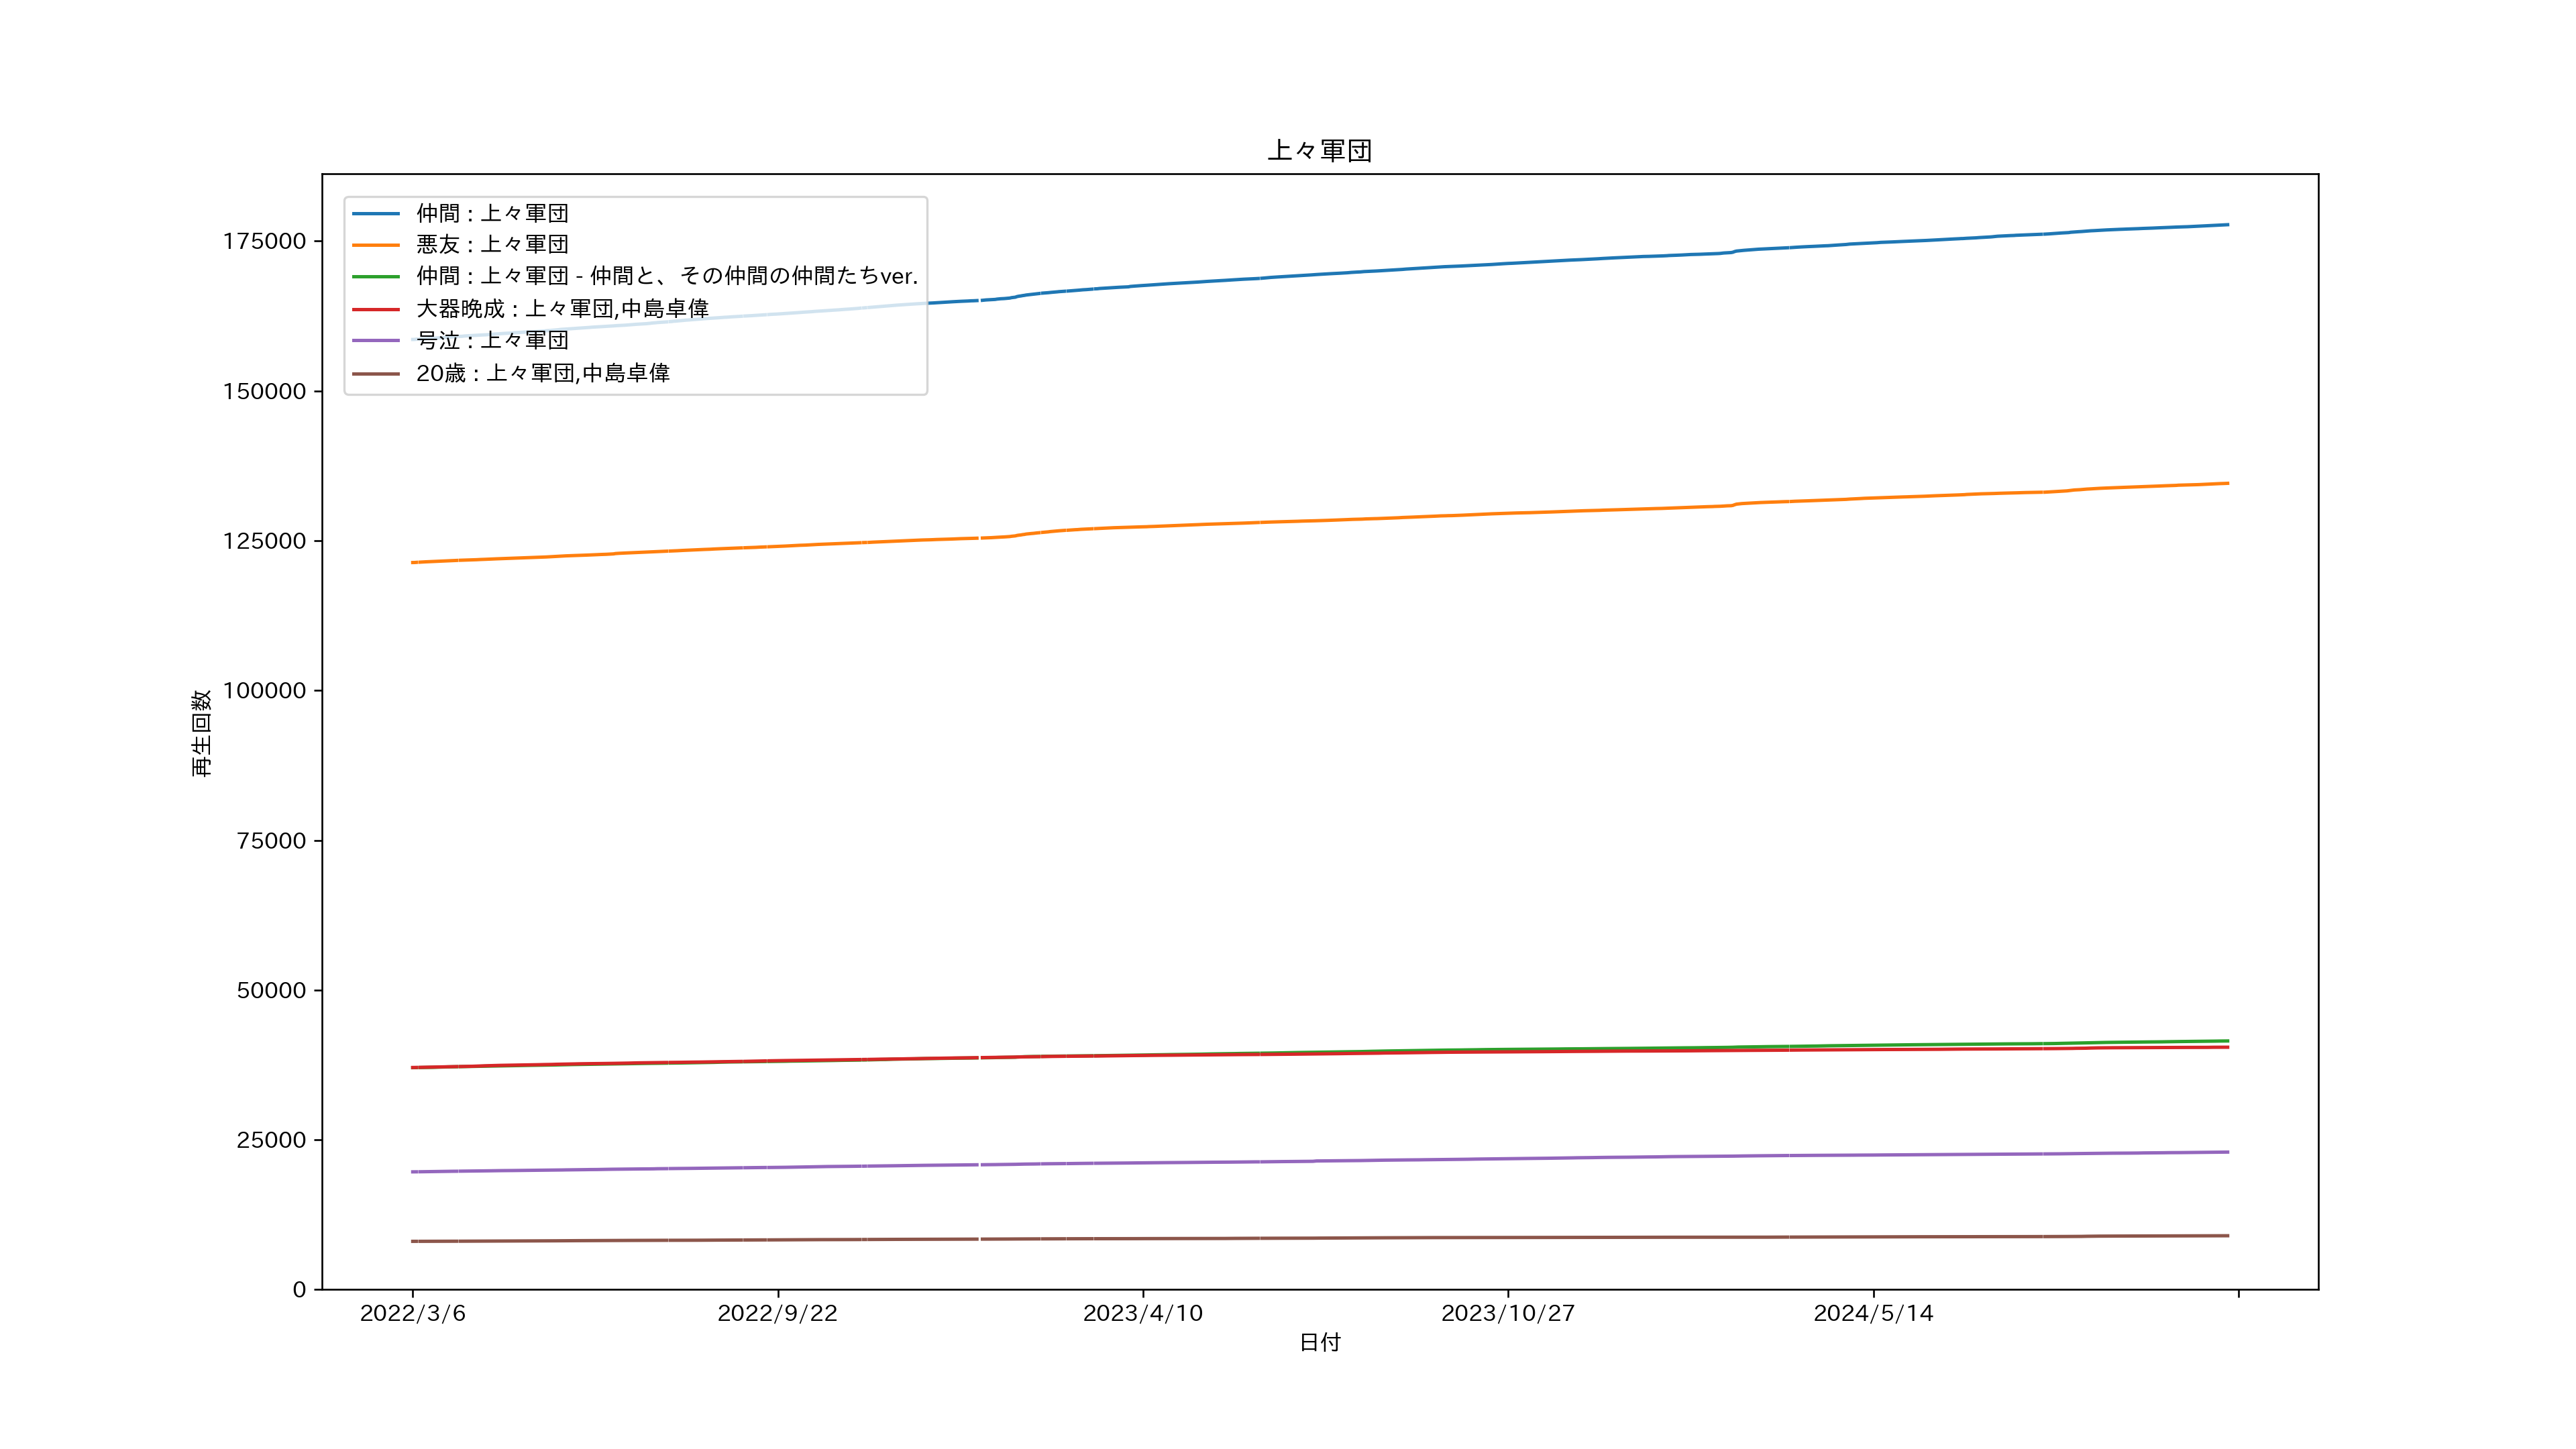 上々軍団
仲間 : 上々軍団
悪友 : 上々軍団
仲間 : 上々軍団 - 仲間と、その仲間の仲間たちver.
大器晩成 : 上々軍団,中島卓偉
号泣 : 上々軍団
20歳 : 上々軍団,中島卓偉
175000
150000
125000
100000
75000
50000
25000
0
再生回数
2022/3/6
2022/9/22
2023/4/10
2023/10/27
2024/5/14
日付